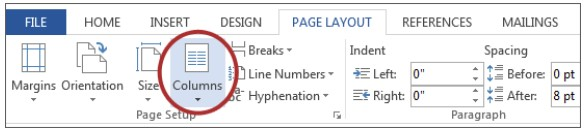 FILE HOME INSERT DESIGN PAGE LAYOUT REFERENCES MAILINGS
Margins Orientation Size Columns
Breaks
Line Numbers
Hyphenation
Page Setup
Indent Spacing
Left: 0" Before: 0 pt
Right: 0" After: 8 pt
Paragraph